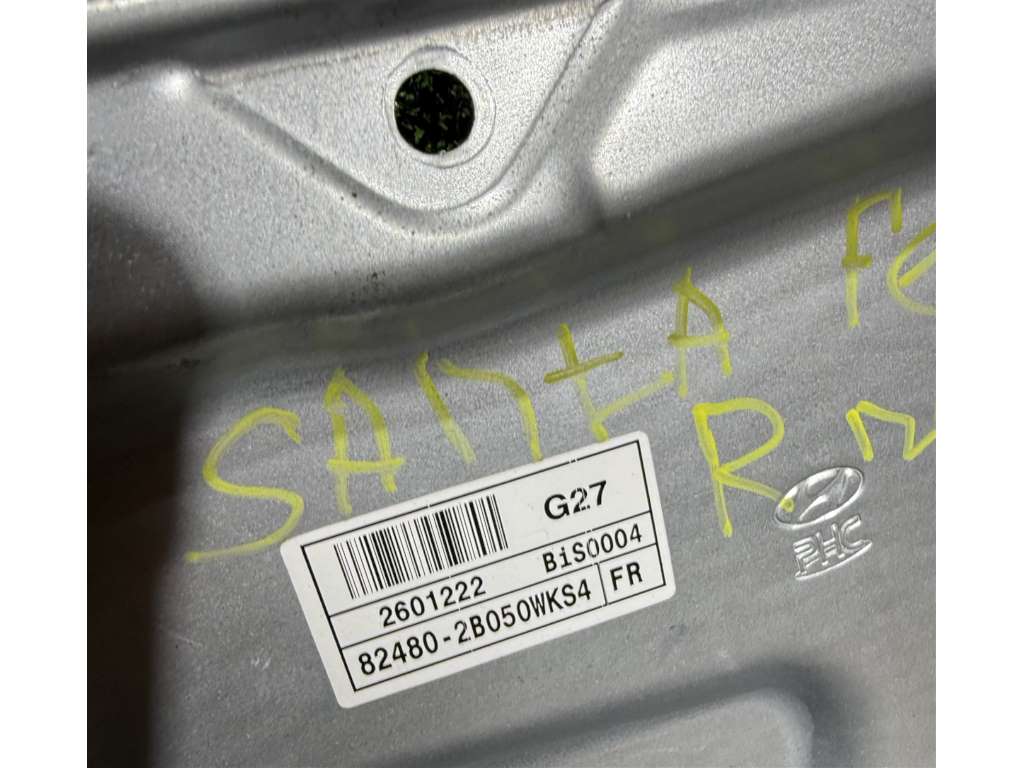 SANTA Fe
R
G27
BiS0004
2601222
82480-2B050WKS4
FR
PHC